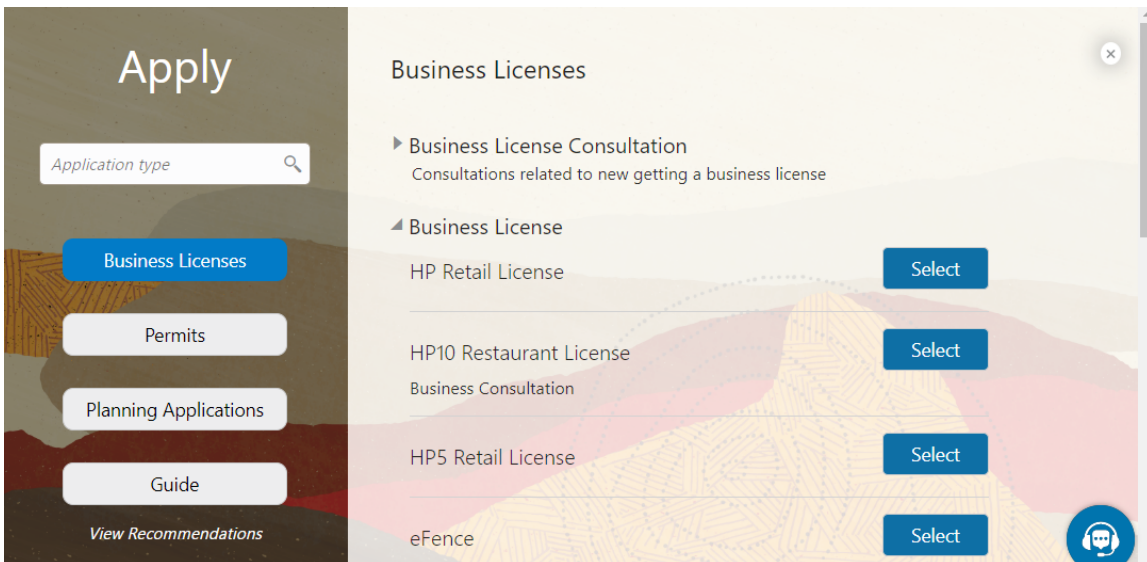 Apply
Application type
Business Licenses
Permits
Planning Applications
Guide
View Recommendations
Business Licenses
Business License Consultation
Consultations related to new getting a business license
Business License
HP Retail License
Select
HP10 Restaurant License
Select
Business Consultation
HP5 Retail License
Select
eFence
Select